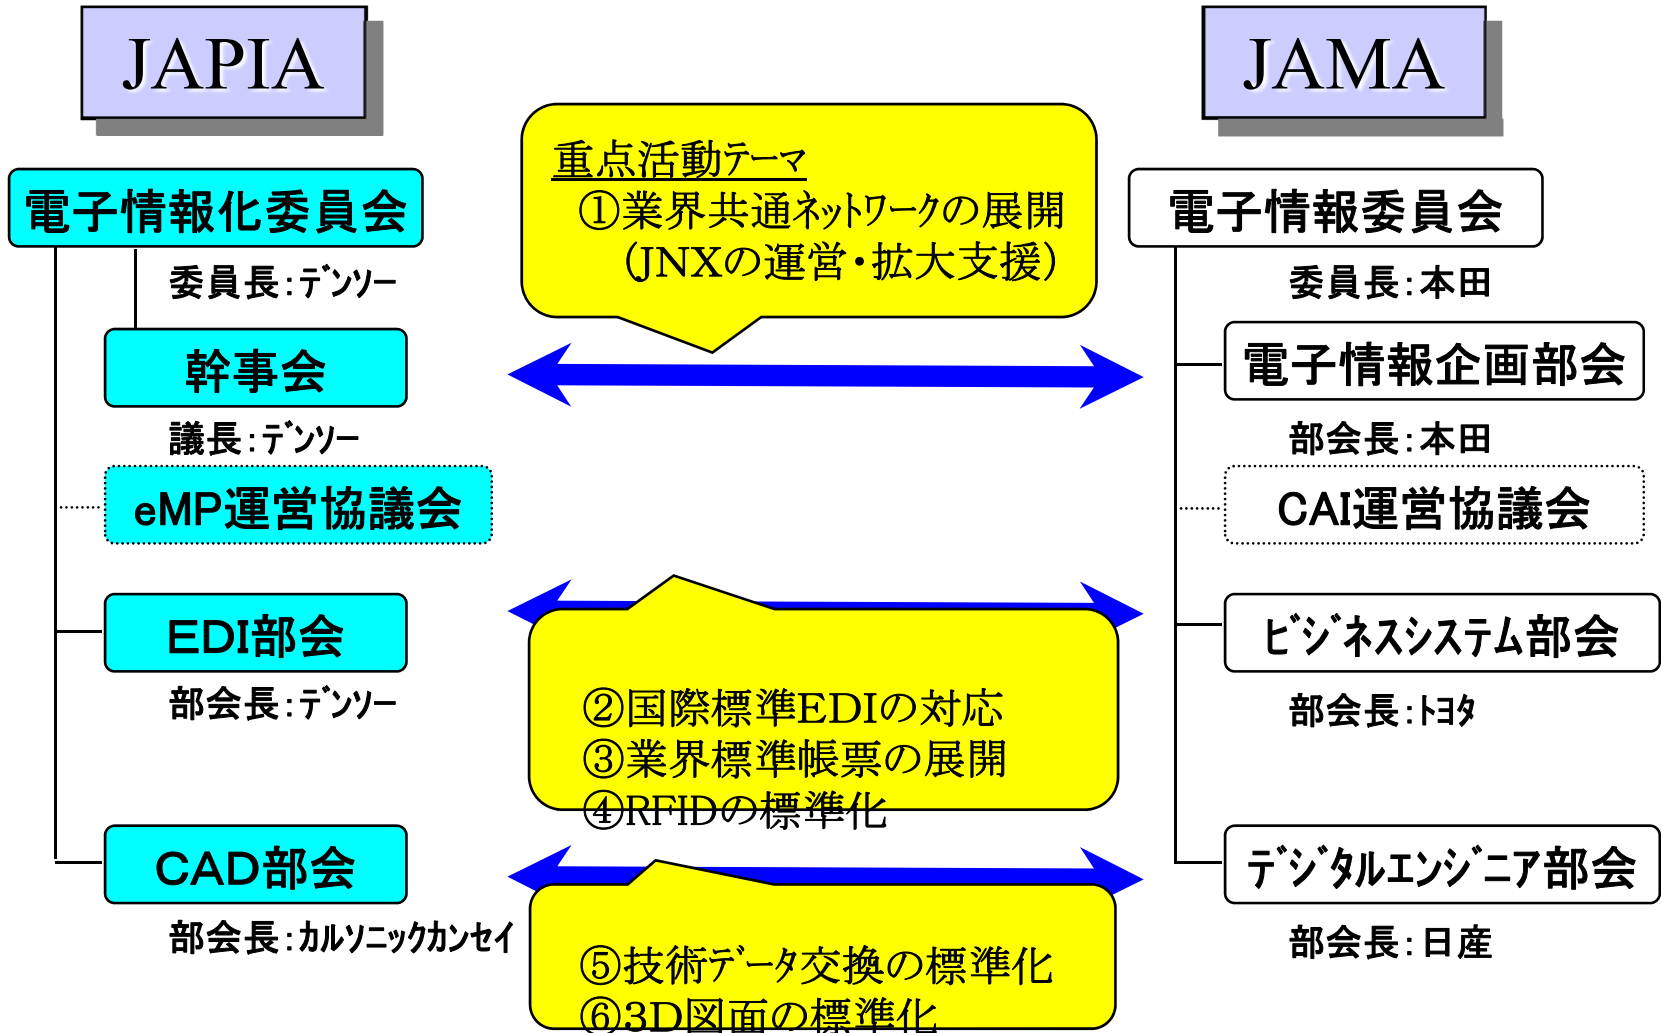 JAPIA
電子情報化委員会
委員長：ﾃﾞﾝｿｰ
幹事会
議長：ﾃﾞﾝｿｰ
eMP運営協議会
EDI部会
部会長：ﾃﾞﾝｿｰ
CAD部会
部会長：ｶﾙｿﾆｯｸｶﾝｾｲ
重点活動ﾃｰﾏ
①業界共通ﾈｯﾄﾜｰｸの展開
（JNXの運営・拡大支援）
②国際標準EDIの対応
③業界標準帳票の展開
④RFIDの標準化
⑤技術ﾃﾞｰﾀ交換の標準化
⑥3D図面の標準化
JAMA
電子情報委員会
委員長：本田
電子情報企画部会
部会長：本田
CAI運営協議会
ﾋﾞｼﾞﾈｽｼｽﾃﾑ部会
部会長：ﾄﾖﾀ
ﾃﾞｼﾞﾀﾙｴﾝｼﾞﾆｱ部会
部会長：日産